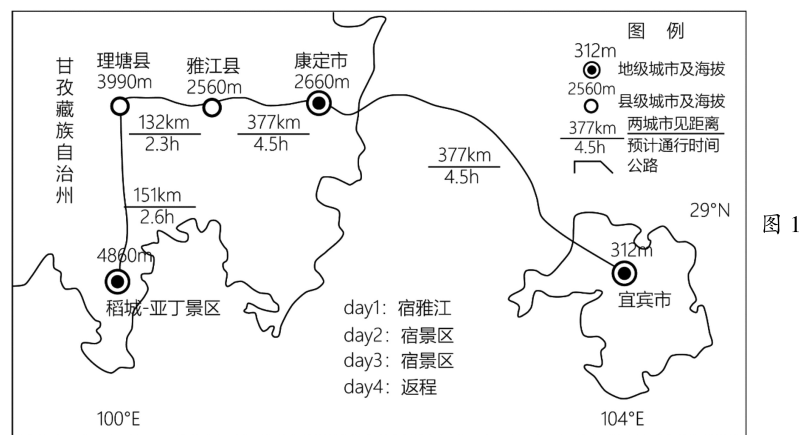 图 例
312m
地级城市及海拔
2560m
县级城市及海拔
377km
4.5h
两城市见距离
预计通行时间
公路
甘孜藏族自治州
理塘县
3990m
雅江县
2560m
康定市
2660m
132km
2.3h
377km
4.5h
377km
4.5h
151km
2.6h
29°N
图 1
4860m
稻城-亚丁景区
312m
宜宾市
day1：宿雅江
day2：宿景区
day3：宿景区
day4：返程
100°E
104°E